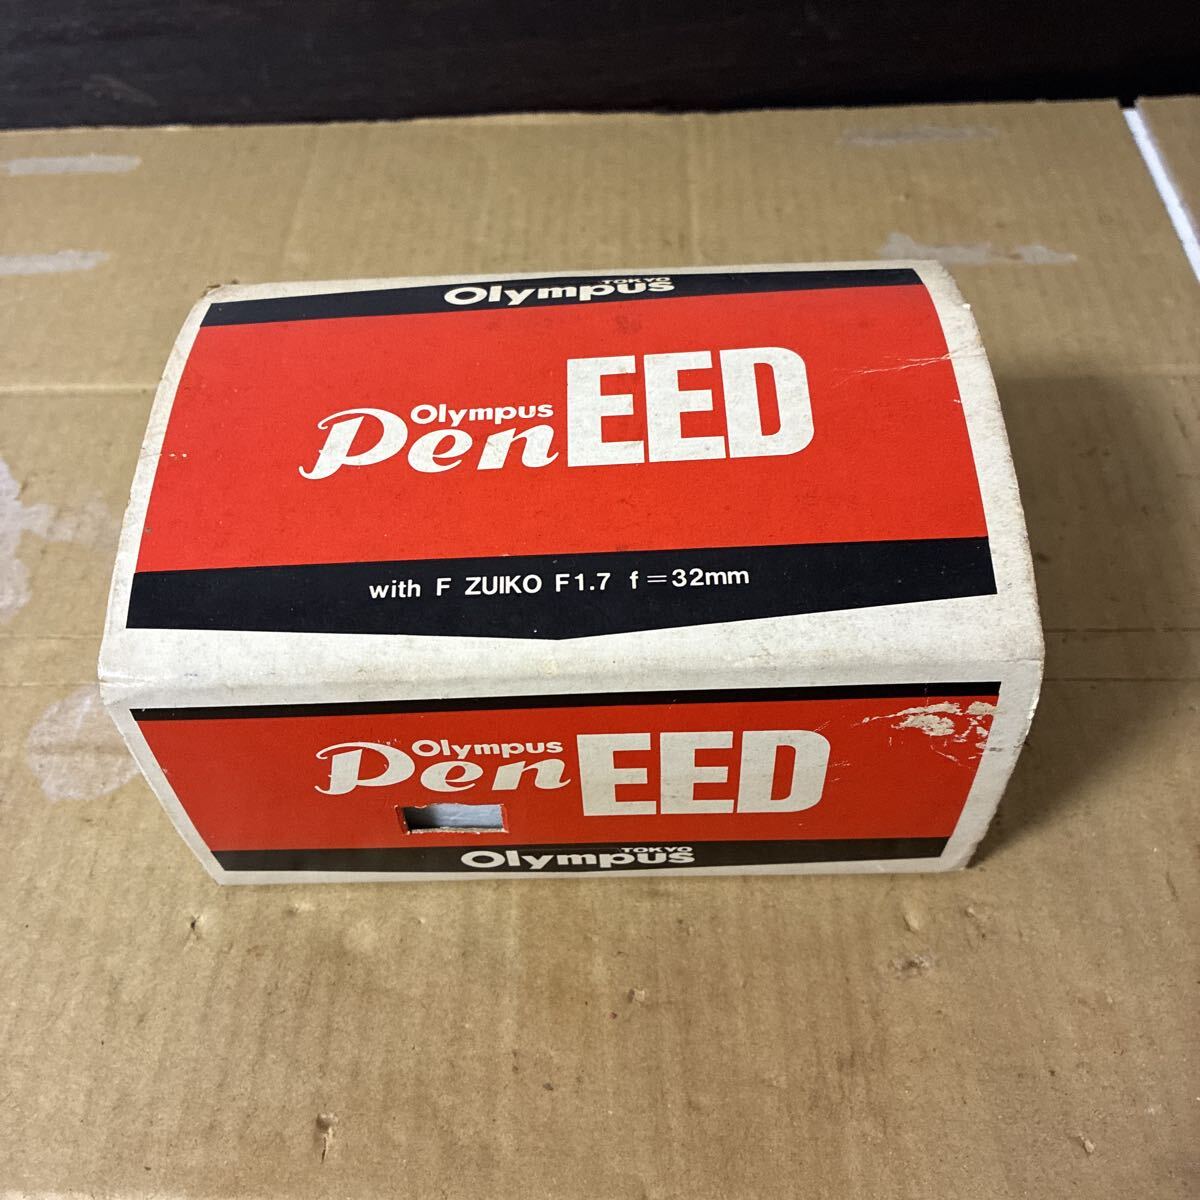 Olympus TOKYO
Olympus
Pen EED
with F ZUIKO F1.7 f=32mm
Olympus
Pen EED
Olympus TOKYO